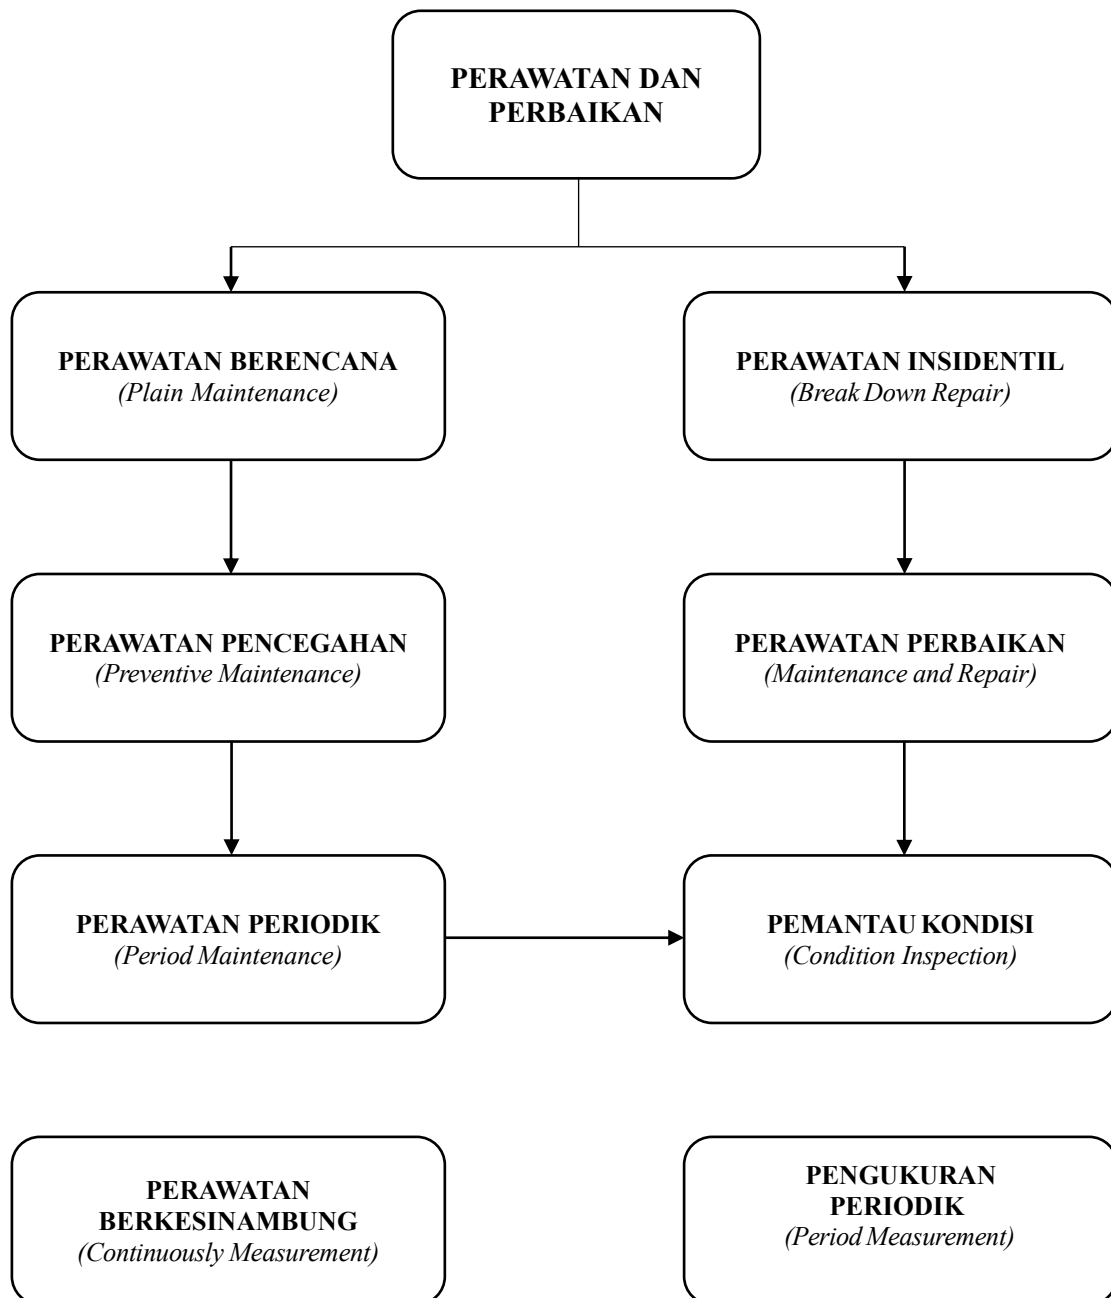 PERAWATAN DAN
PERBAIKAN
PERAWATAN BERENCANA
(Plain Maintenance)
PERAWATAN INSIDENTIL
(Break Down Repair)
PERAWATAN PENCEGAHAN
(Preventive Maintenance)
PERAWATAN PERBAIKAN
(Maintenance and Repair)
PERAWATAN PERIODIK
(Period Maintenance)
PEMANTAU KONDISI
(Condition Inspection)
PERAWATAN
BERKESINAMBUNG
(Continuously Measurement)
PENGUKURAN
PERIODIK
(Period Measurement)